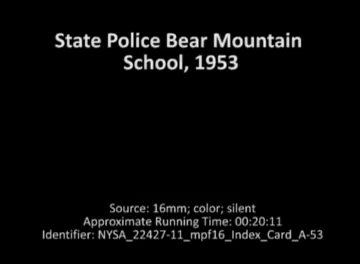 State Police Bear Mountain
School, 1953
Source: 16mm; color; silent
Approximate Running Time: 00:20:11
Identifier: NYSA_22427-11_mpf16_Index_Card_A-53